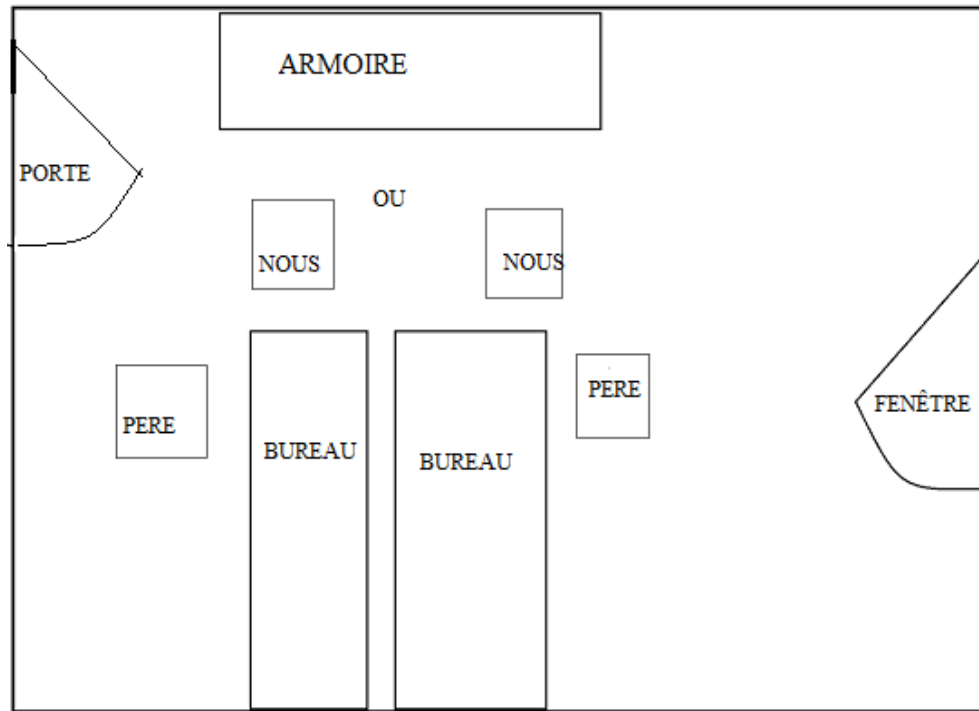 ARMOIRE
PORTE
OU
NOUS
NOUS
PERE
PERE
FENÊTRE
BUREAU
BUREAU